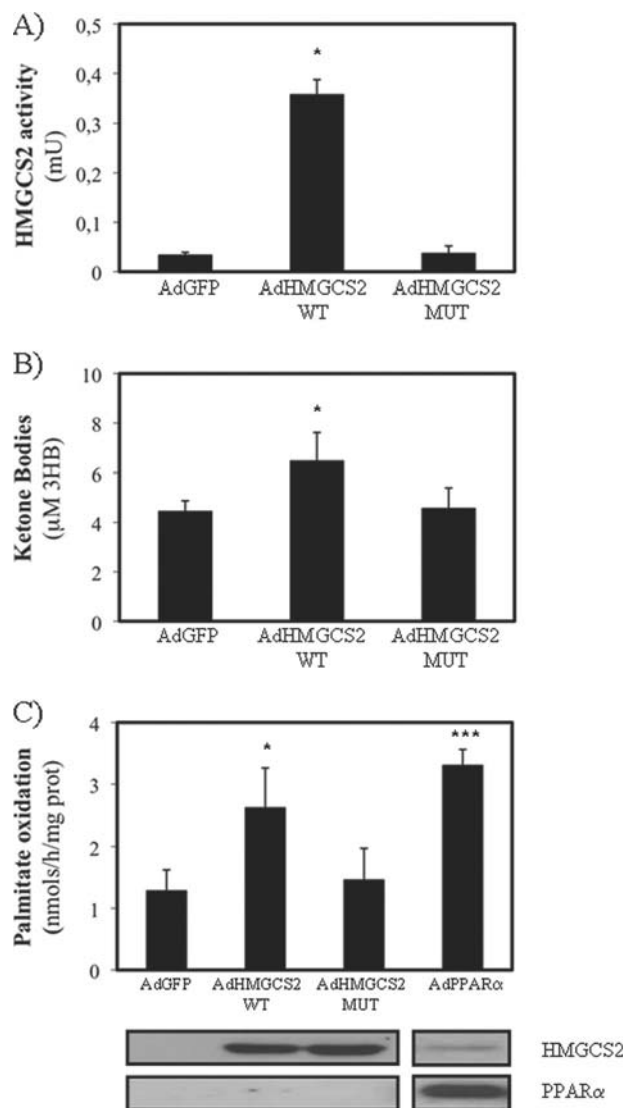 A)
HMGCS2 activity
(mU)
0,5
0,4
0,3
0,2
0,1
0
*
AdGFP
AdHMGCS2
WT
AdHMGCS2
MUT
B)
Ketone Bodies
(µM 3HB)
10
8
6
4
2
0
*
AdGFP
AdHMGCS2
WT
AdHMGCS2
MUT
C)
Palmitate oxidation
(nmols/h/mg prot)
4
3
2
1
0
*
***
AdGFP
AdHMGCS2
WT
AdHMGCS2
MUT
AdPPARα
HMGCS2
PPARα